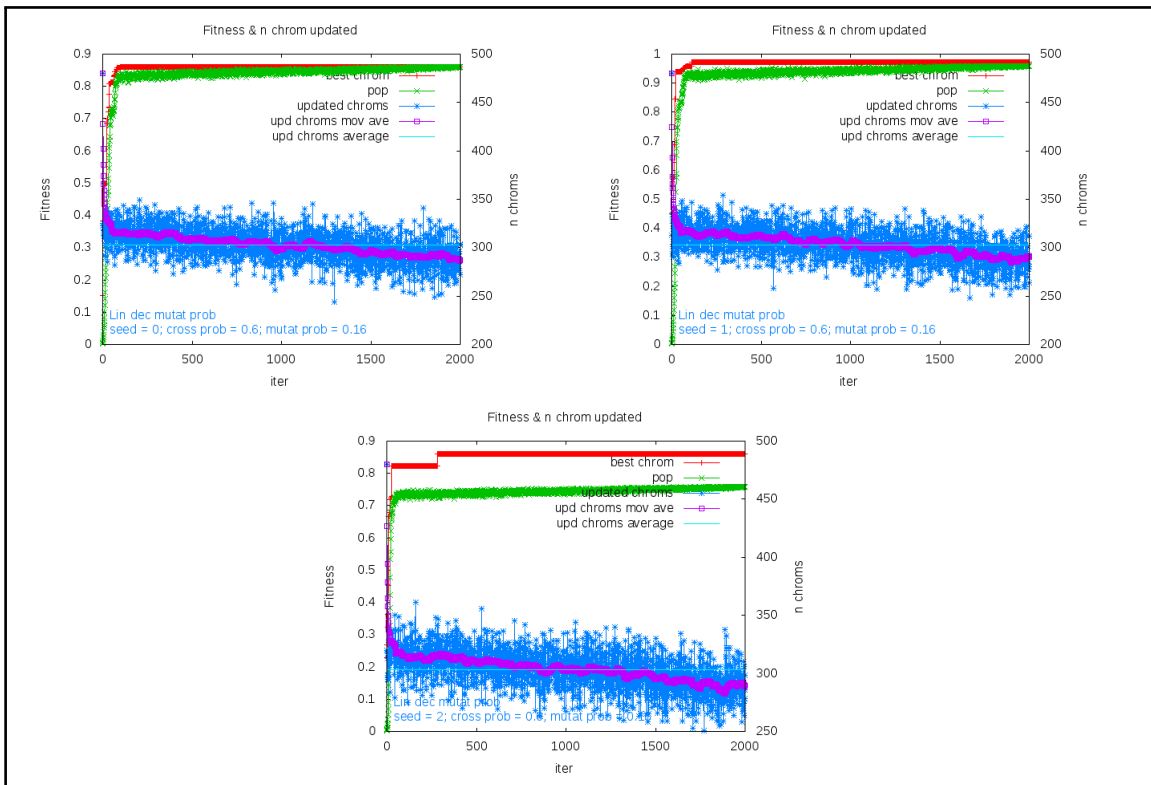 Fitness & n chrom updated
0.9
0.8
0.7
0.6
0.5
0.4
0.3
0.2
0.1
0
Fitness
500
450
400
350
300
250
200
n chroms
best chrom
pop
updated chroms
upd chroms mov ave
upd chroms average
Lin dec mutat prob
seed = 0; cross prob = 0.6; mutat prob = 0.16
0 500 1000 1500 2000
iter
Fitness & n chrom updated
1
0.9
0.8
0.7
0.6
0.5
0.4
0.3
0.2
0.1
0
Fitness
500
450
400
350
300
250
200
n chroms
best chrom
pop
updated chroms
upd chroms mov ave
upd chroms average
Lin dec mutat prob
seed = 1; cross prob = 0.6; mutat prob = 0.16
0 500 1000 1500 2000
iter
Fitness & n chrom updated
0.9
0.8
0.7
0.6
0.5
0.4
0.3
0.2
0.1
0
Fitness
500
450
400
350
300
250
n chroms
best chrom
pop
updated chroms
upd chroms mov ave
upd chroms average
Lin dec mutat prob
seed = 2; cross prob = mutat prob =
0 500 1000 1500 2000
iter